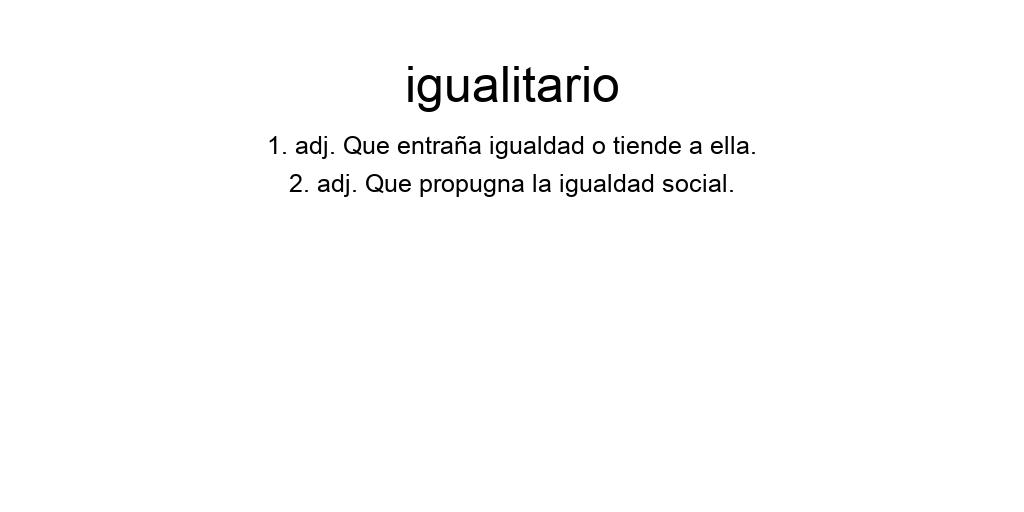 igualitario
1. adj. Que entraña igualdad o tiende a ella.
2. adj. Que propugna la igualdad social.